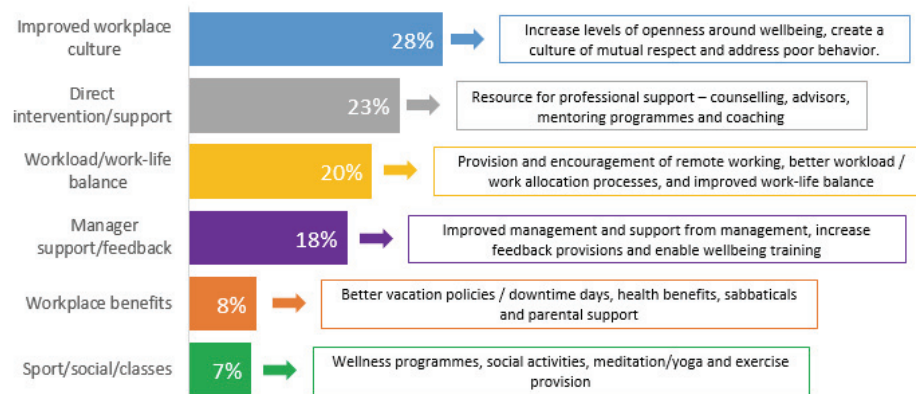 Improved workplace
culture
28%
Increase levels of openness around wellbeing, create a
culture of mutual respect and address poor behavior.
Direct
intervention/support
23%
Resource for professional support – counselling, advisors,
mentoring programmes and coaching
Workload/work-life
balance
20%
Provision and encouragement of remote working, better workload /
work allocation processes, and improved work-life balance
Manager
support/feedback
18%
Improved management and support from management, increase
feedback provisions and enable wellbeing training
Workplace benefits
8%
Better vacation policies / downtime days, health benefits, sabbaticals
and parental support
Sport/social/classes
7%
Wellness programmes, social activities, meditation/yoga and exercise
provision